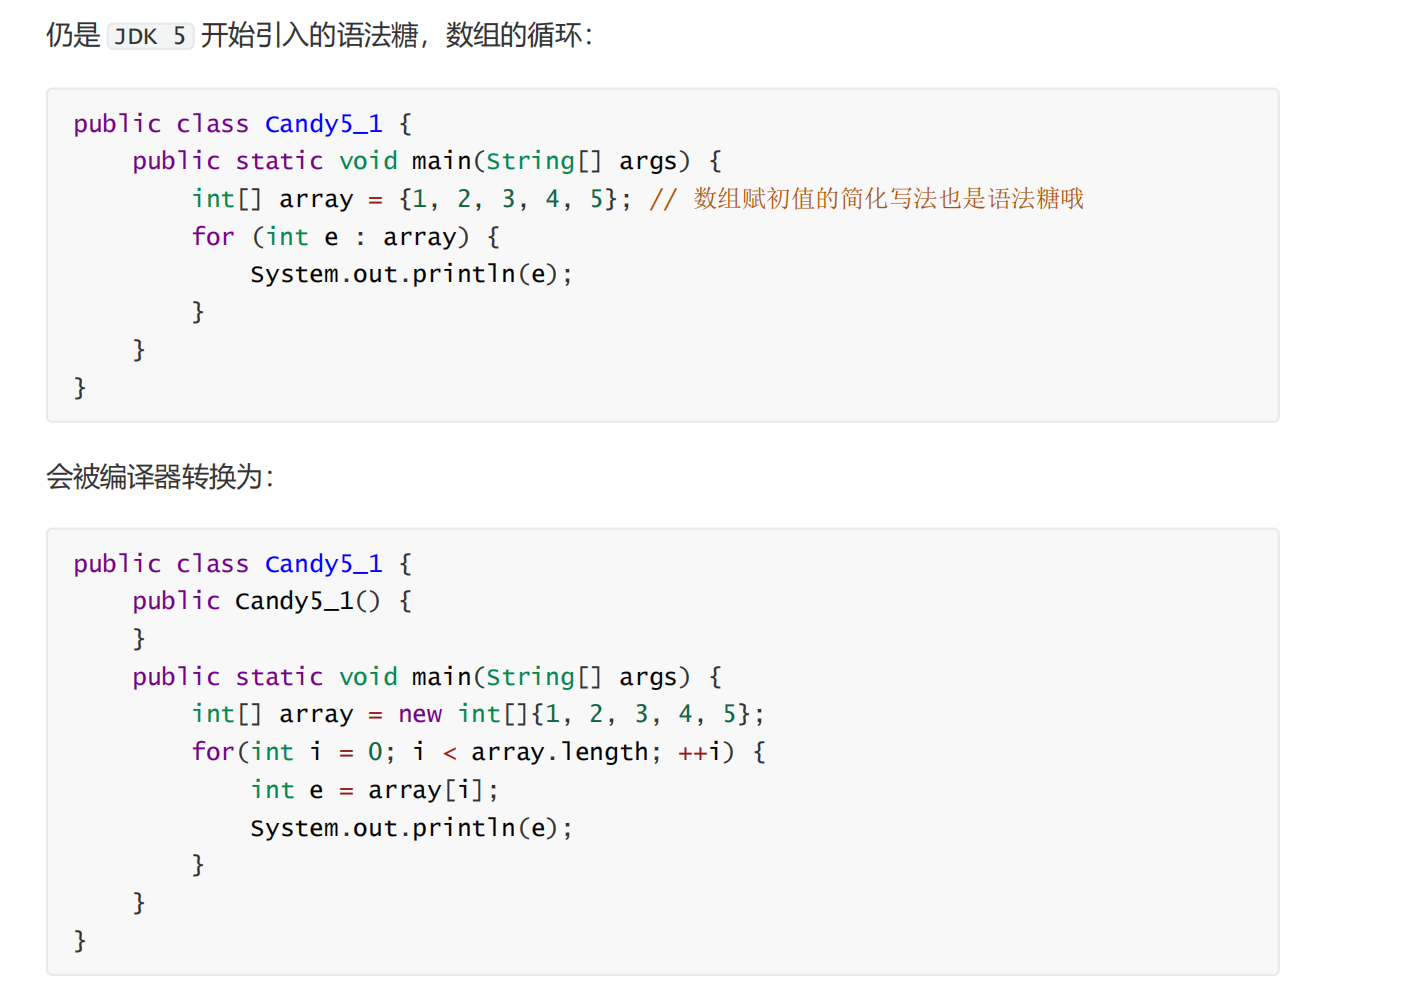 仍是 JDK 5 开始引入的语法糖，数组的循环：
public class Candy5_1 {
    public static void main(String[] args) {
        int[] array = {1, 2, 3, 4, 5}; // 数组赋初值的简化写法也是语法糖哦
        for (int e : array) {
            System.out.println(e);
        }
    }
}
会被编译器转换为：
public class Candy5_1 {
    public Candy5_1() {
    }
    public static void main(String[] args) {
        int[] array = new int[]{1, 2, 3, 4, 5};
        for(int i = 0; i < array.length; ++i) {
            int e = array[i];
            System.out.println(e);
        }
    }
}